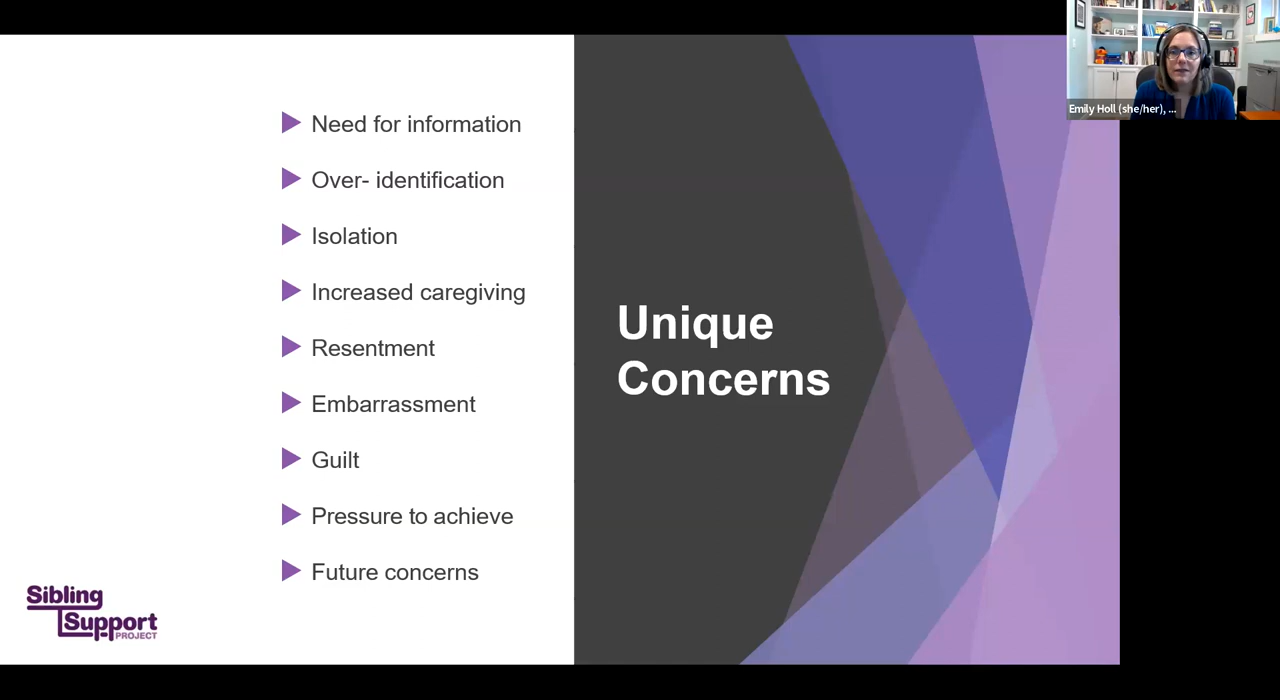 Need for information
Over- identification
Isolation
Increased caregiving
Resentment
Embarrassment
Guilt
Pressure to achieve
Future concerns
Unique
Concerns
Sibling
Support
PROJECT
Emily Holl (she/her), ...